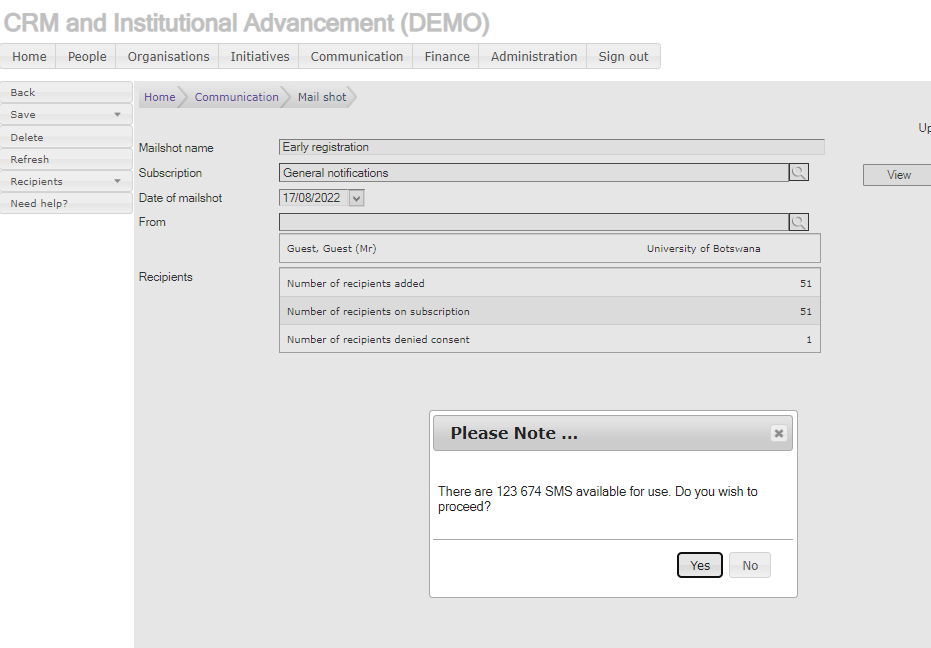 CRM and Institutional Advancement (DEMO)
Home People Organisations Initiatives Communication Finance Administration Sign out
Back
Save
Delete
Refresh
Recipients
Need help?
Home Communication Mail shot
Up
Mailshot name Early registration
Subscription General notifications
View
Date of mailshot 17/08/2022
From
Guest, Guest (Mr) University of Botswana
Recipients
Number of recipients added 51
Number of recipients on subscription 51
Number of recipients denied consent 1
Please Note ...
There are 123 674 SMS available for use. Do you wish to
proceed?
Yes No